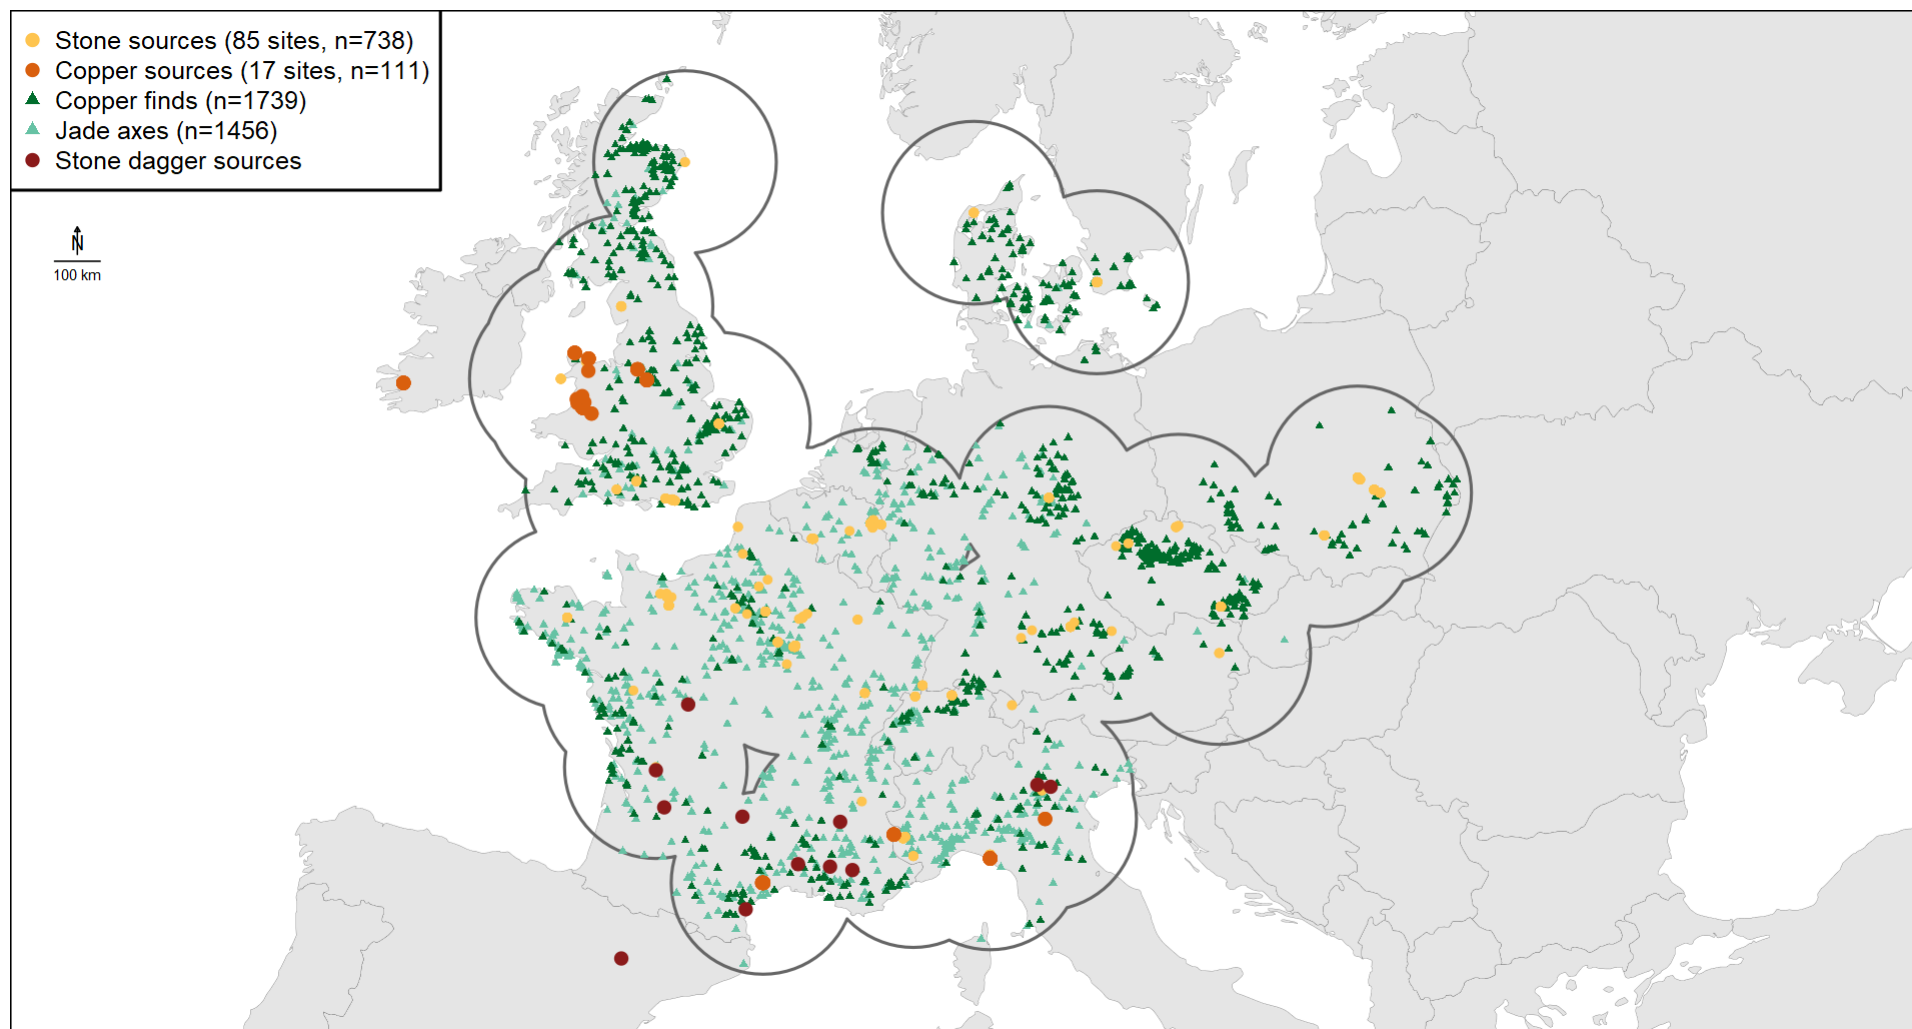 Stone sources (85 sites, n=738)
Copper sources (17 sites, n=111)
Copper finds (n=1739)
Jade axes (n=1456)
Stone dagger sources
N
100 km